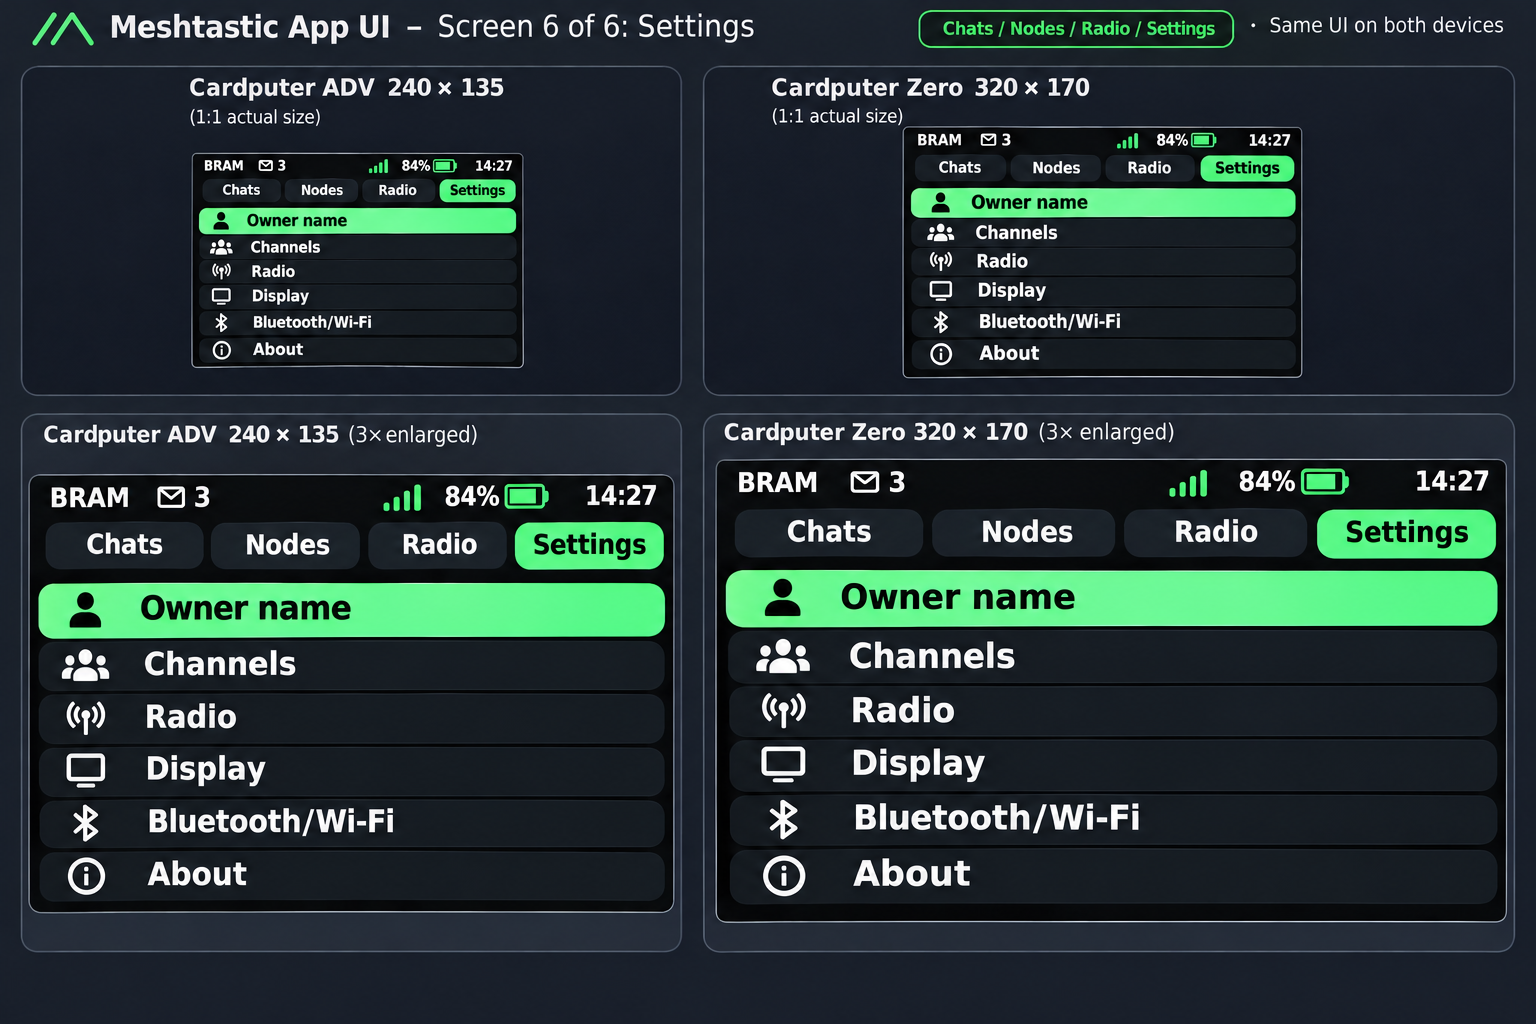 Meshtastic App UI – Screen 6 of 6: Settings
Chats / Nodes / Radio / Settings
· Same UI on both devices
Cardputer ADV 240 × 135
(1:1 actual size)
BRAM 3 84% 14:27
Chats Nodes Radio Settings
Owner name
Channels
Radio
Display
Bluetooth/Wi-Fi
About
Cardputer Zero 320 × 170
(1:1 actual size)
BRAM 3 84% 14:27
Chats Nodes Radio Settings
Owner name
Channels
Radio
Display
Bluetooth/Wi-Fi
About
Cardputer ADV 240 × 135 (3× enlarged)
BRAM 3 84% 14:27
Chats Nodes Radio Settings
Owner name
Channels
Radio
Display
Bluetooth/Wi-Fi
About
Cardputer Zero 320 × 170 (3× enlarged)
BRAM 3 84% 14:27
Chats Nodes Radio Settings
Owner name
Channels
Radio
Display
Bluetooth/Wi-Fi
About